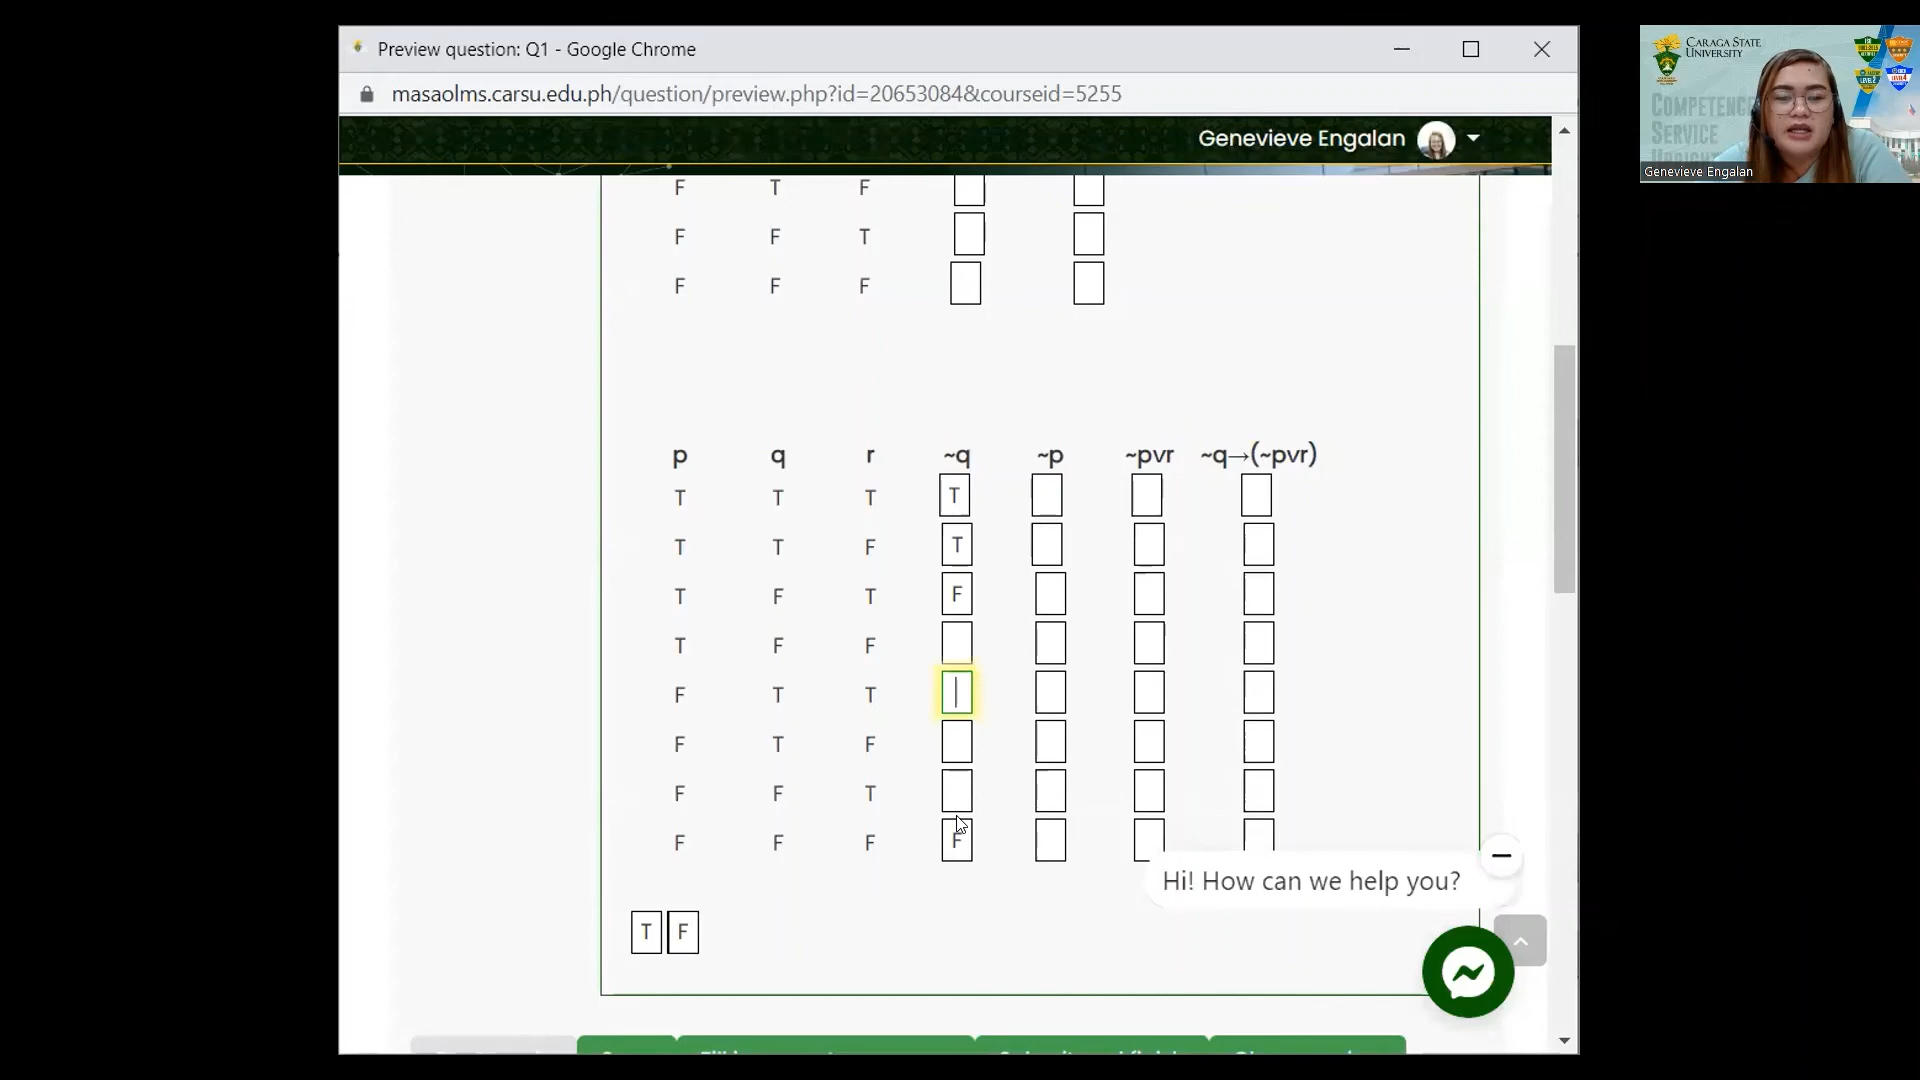 Preview question: Q1 - Google Chrome
masaolms.carsu.edu.ph/question/preview.php?id=20653084&courseid=5255
Genevieve Engalan
F T F
F F T
F F F
p q r ~q ~p ~pvr ~q→(~pvr)
T T T T
T T F T
T F T F
T F F
F T T
F T F
F F T
F F F F
Hi! How can we help you?
T F
CARAGA STATE
UNIVERSITY
COMPETENCE
SERVICE
Genevieve Engalan